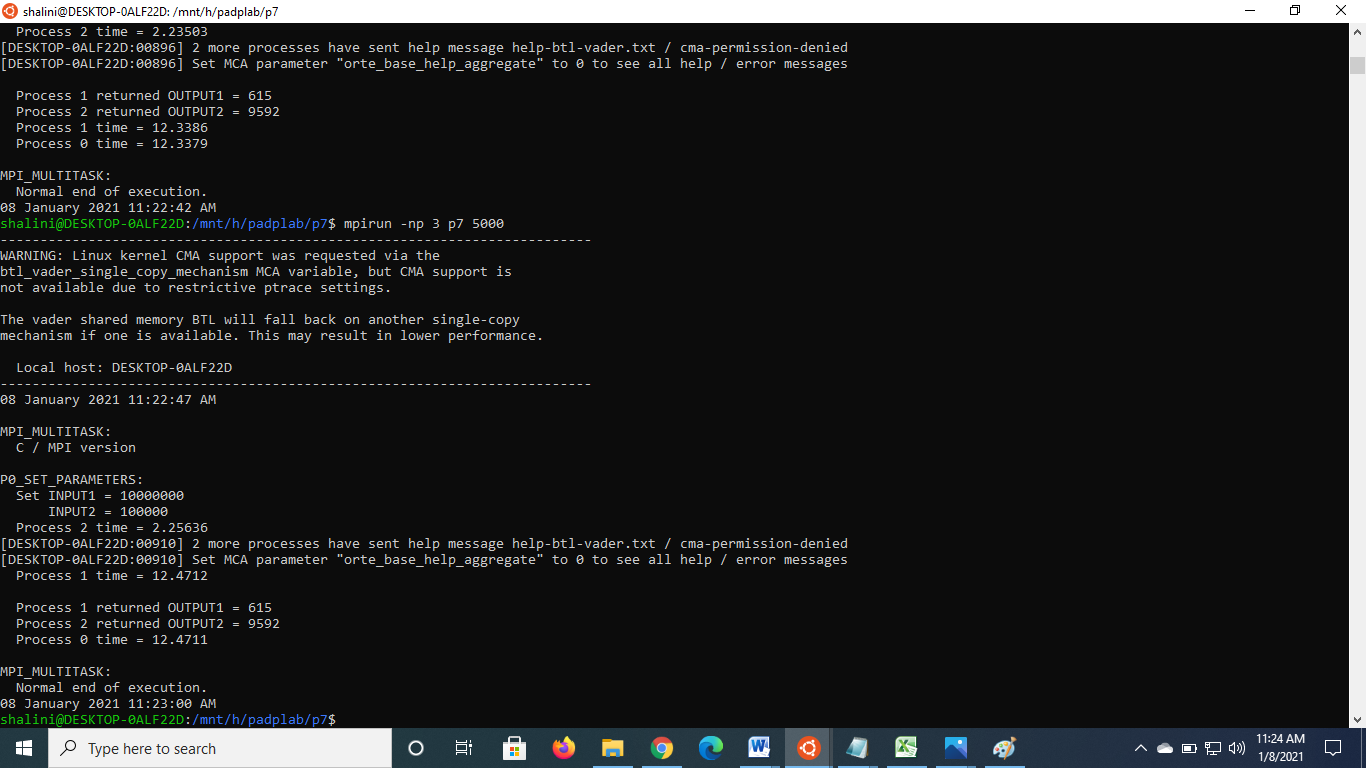 shalini@DESKTOP-0ALF22D: /mnt/h/padplab/p7
Process 2 time = 2.23503
[DESKTOP-0ALF22D:00896] 2 more processes have sent help message help-btl-vader.txt / cma-permission-denied
[DESKTOP-0ALF22D:00896] Set MCA parameter "orte_base_help_aggregate" to 0 to see all help / error messages
Process 1 returned OUTPUT1 = 615
Process 2 returned OUTPUT2 = 9592
Process 1 time = 12.3386
Process 0 time = 12.3379
MPI_MULTITASK:
Normal end of execution.
08 January 2021 11:22:42 AM
shalini@DESKTOP-0ALF22D:/mnt/h/padplab/p7$ mpirun -np 3 p7 5000
--------------------------------------------------------------------------
WARNING: Linux kernel CMA support was requested via the
btl_vader_single_copy_mechanism MCA variable, but CMA support is
not available due to restrictive ptrace settings.
The vader shared memory BTL will fall back on another single-copy
mechanism if one is available. This may result in lower performance.
Local host: DESKTOP-0ALF22D
--------------------------------------------------------------------------
08 January 2021 11:22:47 AM
MPI_MULTITASK:
C / MPI version
P0_SET_PARAMETERS:
Set INPUT1 = 10000000
INPUT2 = 100000
Process 2 time = 2.25636
[DESKTOP-0ALF22D:00910] 2 more processes have sent help message help-btl-vader.txt / cma-permission-denied
[DESKTOP-0ALF22D:00910] Set MCA parameter "orte_base_help_aggregate" to 0 to see all help / error messages
Process 1 time = 12.4712
Process 1 returned OUTPUT1 = 615
Process 2 returned OUTPUT2 = 9592
Process 0 time = 12.4711
MPI_MULTITASK:
Normal end of execution.
08 January 2021 11:23:00 AM
shalini@DESKTOP-0ALF22D:/mnt/h/padplab/p7$
Type here to search
11:24 AM
1/8/2021